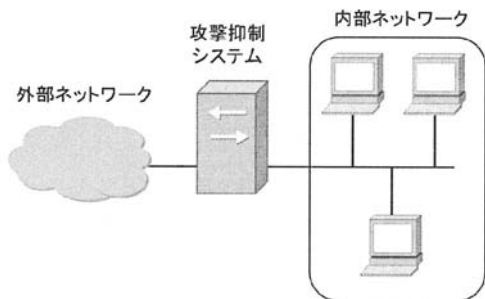 外部ネットワーク
攻撃抑制
システム
内部ネットワーク